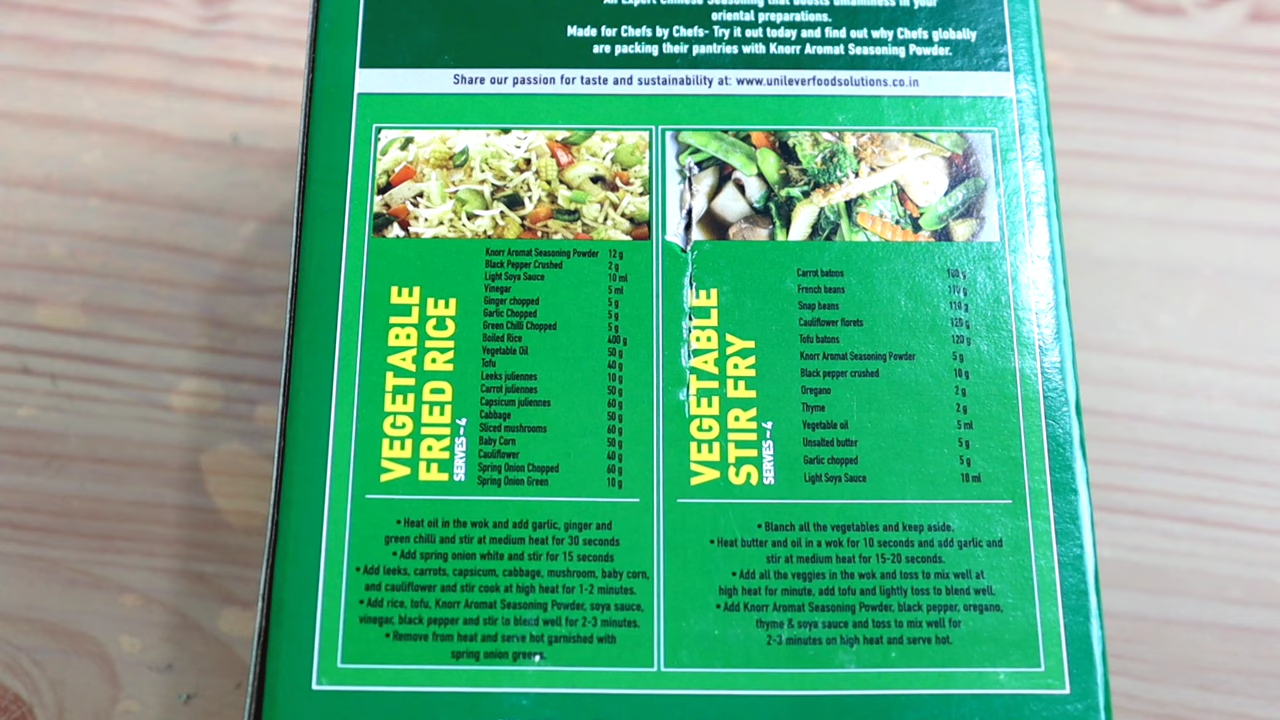 An Expert Chinese Seasoning that boosts umaminess in your
oriental preparations.
Made for Chefs by Chefs- Try it out today and find out why Chefs globally
are packing their pantries with Knorr Aromat Seasoning Powder.
Share our passion for taste and sustainability at: www.unileverfoodsolutions.co.in
VEGETABLE
FRIED RICE
SERVES ~4
Knorr Aromat Seasoning Powder 12 g
Black Pepper Crushed 2 g
Light Soya Sauce 10 ml
Vinegar 5 ml
Ginger chopped 5 g
Garlic Chopped 5 g
Green Chilli Chopped 5 g
Boiled Rice 400 g
Vegetable Oil 50 g
Tofu 40 g
Leeks juliennes 10 g
Carrot juliennes 50 g
Capsicum juliennes 60 g
Cabbage 50 g
Sliced mushrooms 60 g
Baby Corn 50 g
Cauliflower 40 g
Spring Onion Chopped 60 g
Spring Onion Green 10 g
• Heat oil in the wok and add garlic, ginger and
green chilli and stir at medium heat for 30 seconds
• Add spring onion white and stir for 15 seconds
• Add leeks, carrots, capsicum, cabbage, mushroom, baby corn,
and cauliflower and stir cook at high heat for 1-2 minutes.
• Add rice, tofu, Knorr Aromat Seasoning Powder, soya sauce,
vinegar, black pepper and stir to blend well for 2-3 minutes.
• Remove from heat and serve hot garnished with
spring onion greens.
VEGETABLE
STIR FRY
SERVES ~4
Carrot batons 100 g
French beans 110 g
Snap beans 110 g
Cauliflower florets 120 g
Tofu batons 120 g
Knorr Aromat Seasoning Powder 5 g
Black pepper crushed 10 g
Oregano 2 g
Thyme 2 g
Vegetable oil 5 ml
Unsalted butter 5 g
Garlic chopped 5 g
Light Soya Sauce 10 ml
• Blanch all the vegetables and keep aside.
• Heat butter and oil in a wok for 10 seconds and add garlic and
stir at medium heat for 15-20 seconds.
• Add all the veggies in the wok and toss to mix well at
high heat for minute, add tofu and lightly toss to blend well.
• Add Knorr Aromat Seasoning Powder, black pepper, oregano,
thyme & soya sauce and toss to mix well for
2-3 minutes on high heat and serve hot.